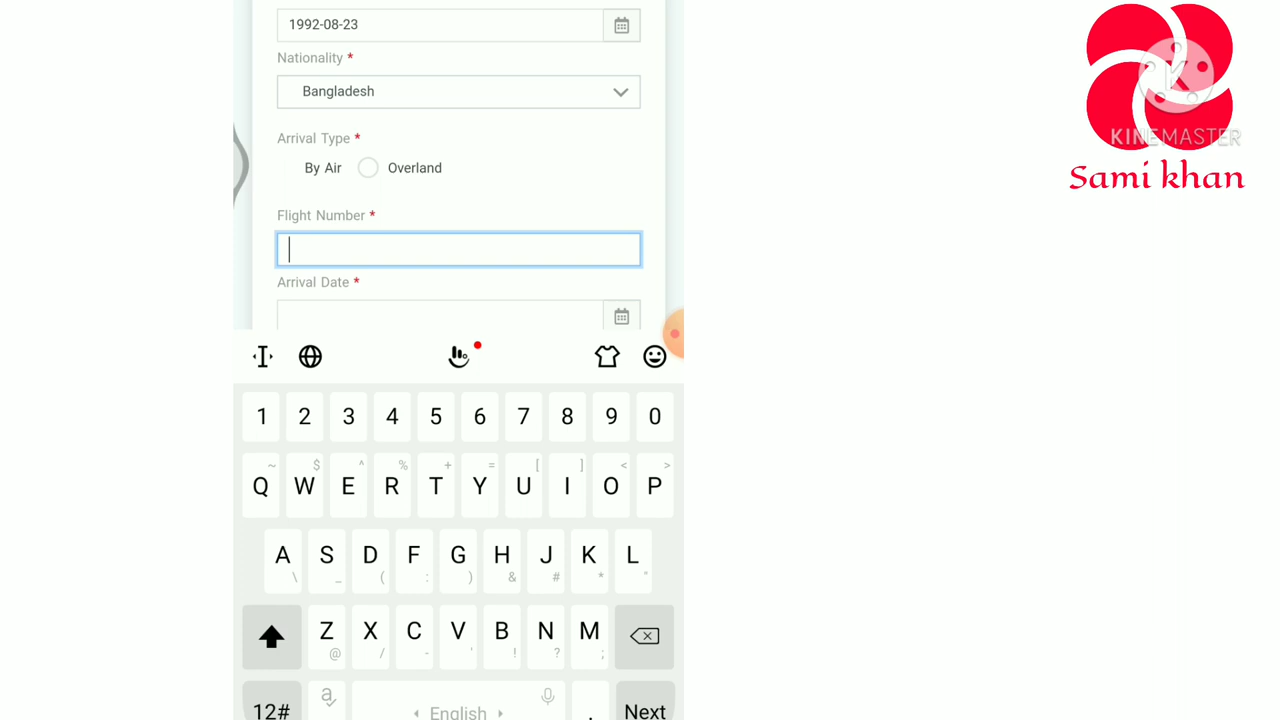 1992-08-23
Nationality *
Bangladesh
Arrival Type *
By Air Overland
Flight Number *
Arrival Date *
1 2 3 4 5 6 7 8 9 0
~ $ ^ % + = [ ] < >
Q W E R T Y U I O P
A S D F G H J K L
\ _ ( : ) & # * "
Z X C V B N M
@ / - ' ! ? ;
12# a English . Next
K
KINEMASTER
Sami khan